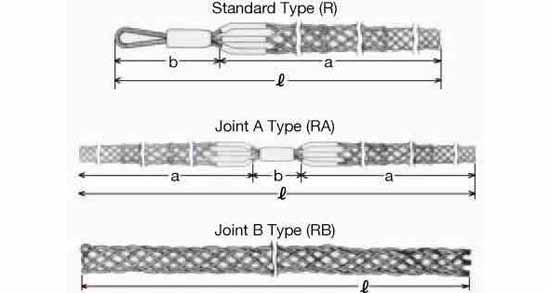 Standard Type (R)
b a
ℓ
Joint A Type (RA)
a b a
ℓ
Joint B Type (RB)
ℓ